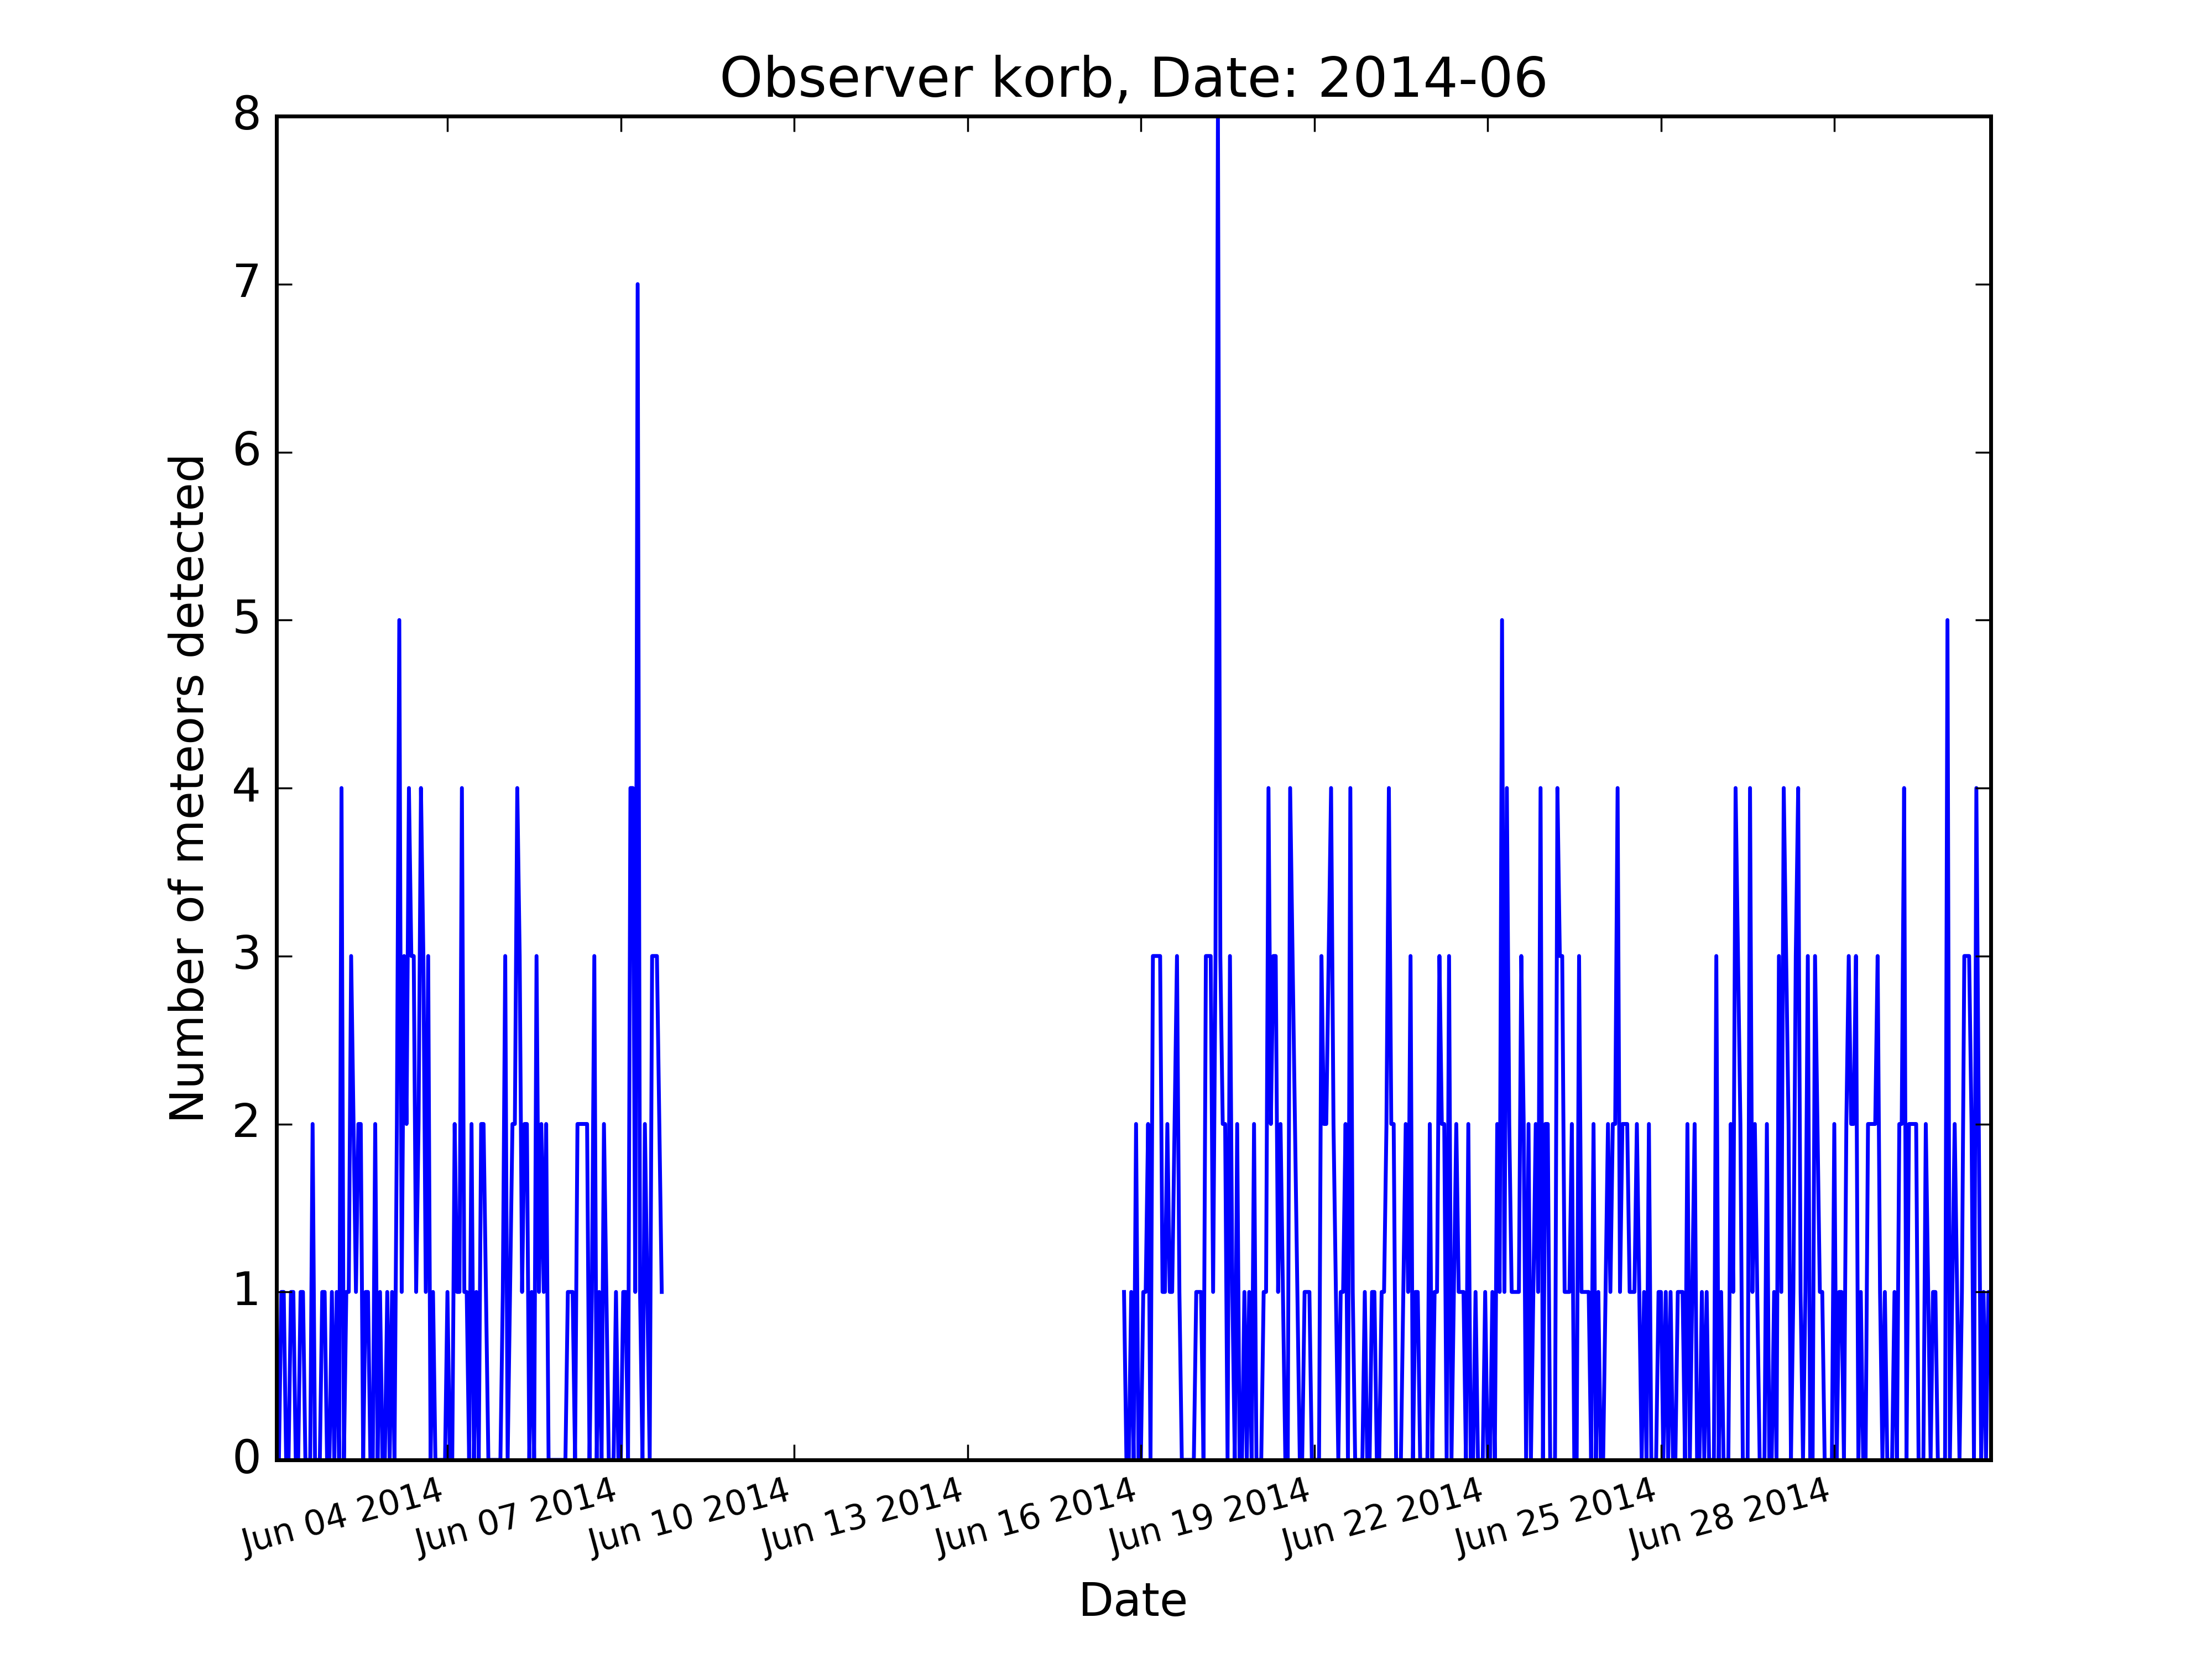 Observer korb, Date: 2014-06
8
7
6
5
4
3
2
1
0
Number of meteors detected
Jun 04 2014
Jun 07 2014
Jun 10 2014
Jun 13 2014
Jun 16 2014
Jun 19 2014
Jun 22 2014
Jun 25 2014
Jun 28 2014
Date